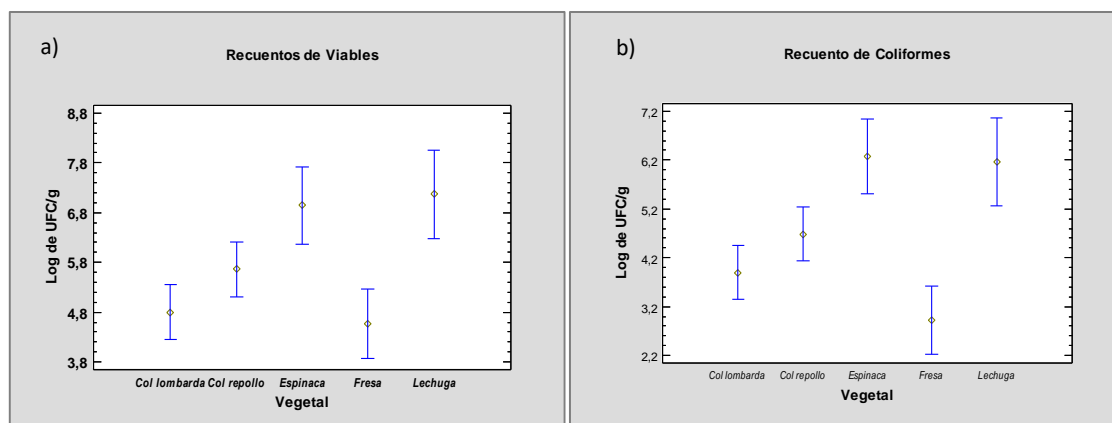 a)
Recuentos de Viables
Log de UFC/g
8,8
7,8
6,8
5,8
4,8
3,8
Col lombarda Col repollo Espinaca Fresa Lechuga
Vegetal
b)
Recuento de Coliformes
Log de UFC/g
7,2
6,2
5,2
4,2
3,2
2,2
Col lombarda Col repollo Espinaca Fresa Lechuga
Vegetal